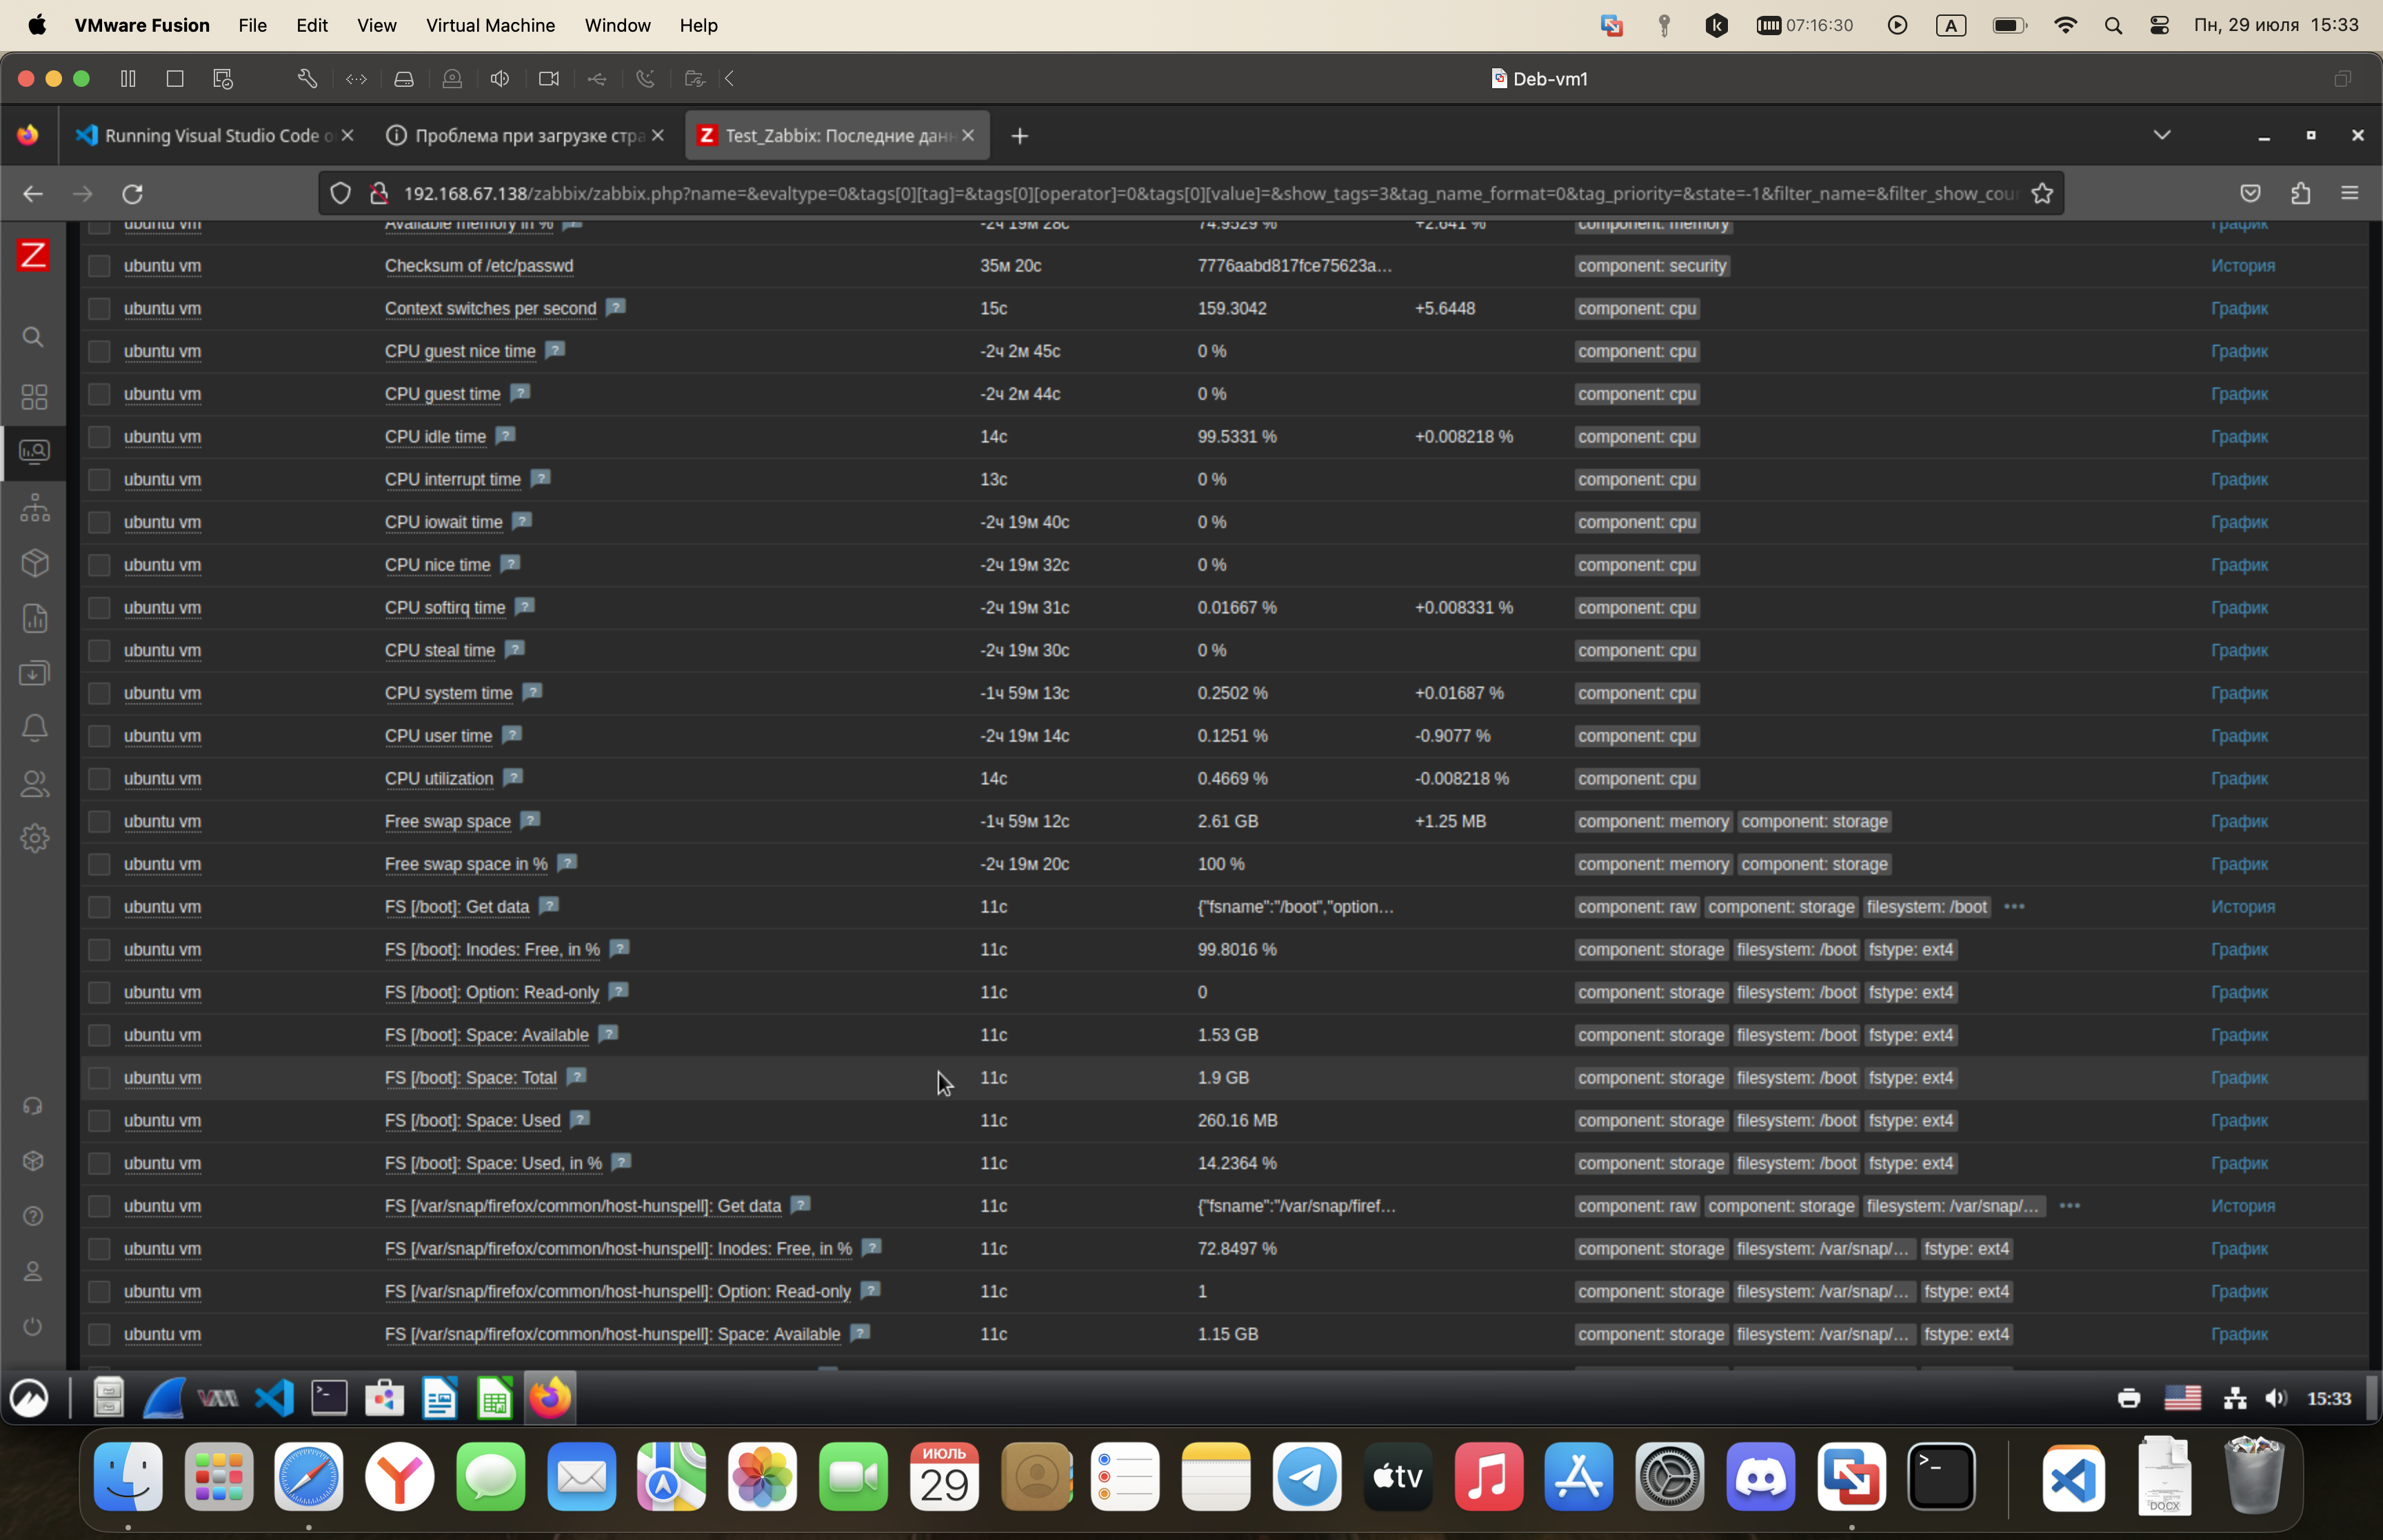 VMware Fusion File Edit View Virtual Machine Window Help 07:16:30 A Пн, 29 июля 15:33
Deb-vm1
Running Visual Studio Code o Проблема при загрузке стра Test_Zabbix: Последние данн
192.168.67.138/zabbix/zabbix.php?name=&evaltype=0&tags[0][tag]=&tags[0][operator]=0&tags[0][value]=&show_tags=3&tag_name_format=0&tag_priority=&state=-1&filter_name=&filter_show_cour
ubuntu vm Available memory in % ? -2ч 19м 28с 74.9529 % +2.641 % component: memory График
ubuntu vm Checksum of /etc/passwd 35м 20с 7776aabd817fce75623a... component: security История
ubuntu vm Context switches per second ? 15с 159.3042 +5.6448 component: cpu График
ubuntu vm CPU guest nice time ? -2ч 2м 45с 0 % component: cpu График
ubuntu vm CPU guest time ? -2ч 2м 44с 0 % component: cpu График
ubuntu vm CPU idle time ? 14с 99.5331 % +0.008218 % component: cpu График
ubuntu vm CPU interrupt time ? 13с 0 % component: cpu График
ubuntu vm CPU iowait time ? -2ч 19м 40с 0 % component: cpu График
ubuntu vm CPU nice time ? -2ч 19м 32с 0 % component: cpu График
ubuntu vm CPU softirq time ? -2ч 19м 31с 0.01667 % +0.008331 % component: cpu График
ubuntu vm CPU steal time ? -2ч 19м 30с 0 % component: cpu График
ubuntu vm CPU system time ? -1ч 59м 13с 0.2502 % +0.01687 % component: cpu График
ubuntu vm CPU user time ? -2ч 19м 14с 0.1251 % -0.9077 % component: cpu График
ubuntu vm CPU utilization ? 14с 0.4669 % -0.008218 % component: cpu График
ubuntu vm Free swap space ? -1ч 59м 12с 2.61 GB +1.25 MB component: memory component: storage График
ubuntu vm Free swap space in % ? -2ч 19м 20с 100 % component: memory component: storage График
ubuntu vm FS [/boot]: Get data ? 11с {"fsname":"/boot","option... component: raw component: storage filesystem: /boot ••• История
ubuntu vm FS [/boot]: Inodes: Free, in % ? 11с 99.8016 % component: storage filesystem: /boot fstype: ext4 График
ubuntu vm FS [/boot]: Option: Read-only ? 11с 0 component: storage filesystem: /boot fstype: ext4 График
ubuntu vm FS [/boot]: Space: Available ? 11с 1.53 GB component: storage filesystem: /boot fstype: ext4 График
ubuntu vm FS [/boot]: Space: Total ? 11с 1.9 GB component: storage filesystem: /boot fstype: ext4 График
ubuntu vm FS [/boot]: Space: Used ? 11с 260.16 MB component: storage filesystem: /boot fstype: ext4 График
ubuntu vm FS [/boot]: Space: Used, in % ? 11с 14.2364 % component: storage filesystem: /boot fstype: ext4 График
ubuntu vm FS [/var/snap/firefox/common/host-hunspell]: Get data ? 11с {"fsname":"/var/snap/firef... component: raw component: storage filesystem: /var/snap/... ••• История
ubuntu vm FS [/var/snap/firefox/common/host-hunspell]: Inodes: Free, in % ? 11с 72.8497 % component: storage filesystem: /var/snap/... fstype: ext4 График
ubuntu vm FS [/var/snap/firefox/common/host-hunspell]: Option: Read-only ? 11с 1 component: storage filesystem: /var/snap/... fstype: ext4 График
ubuntu vm FS [/var/snap/firefox/common/host-hunspell]: Space: Available ? 11с 1.15 GB component: storage filesystem: /var/snap/... fstype: ext4 График
15:33
ИЮЛЬ
29
tv
DOCX